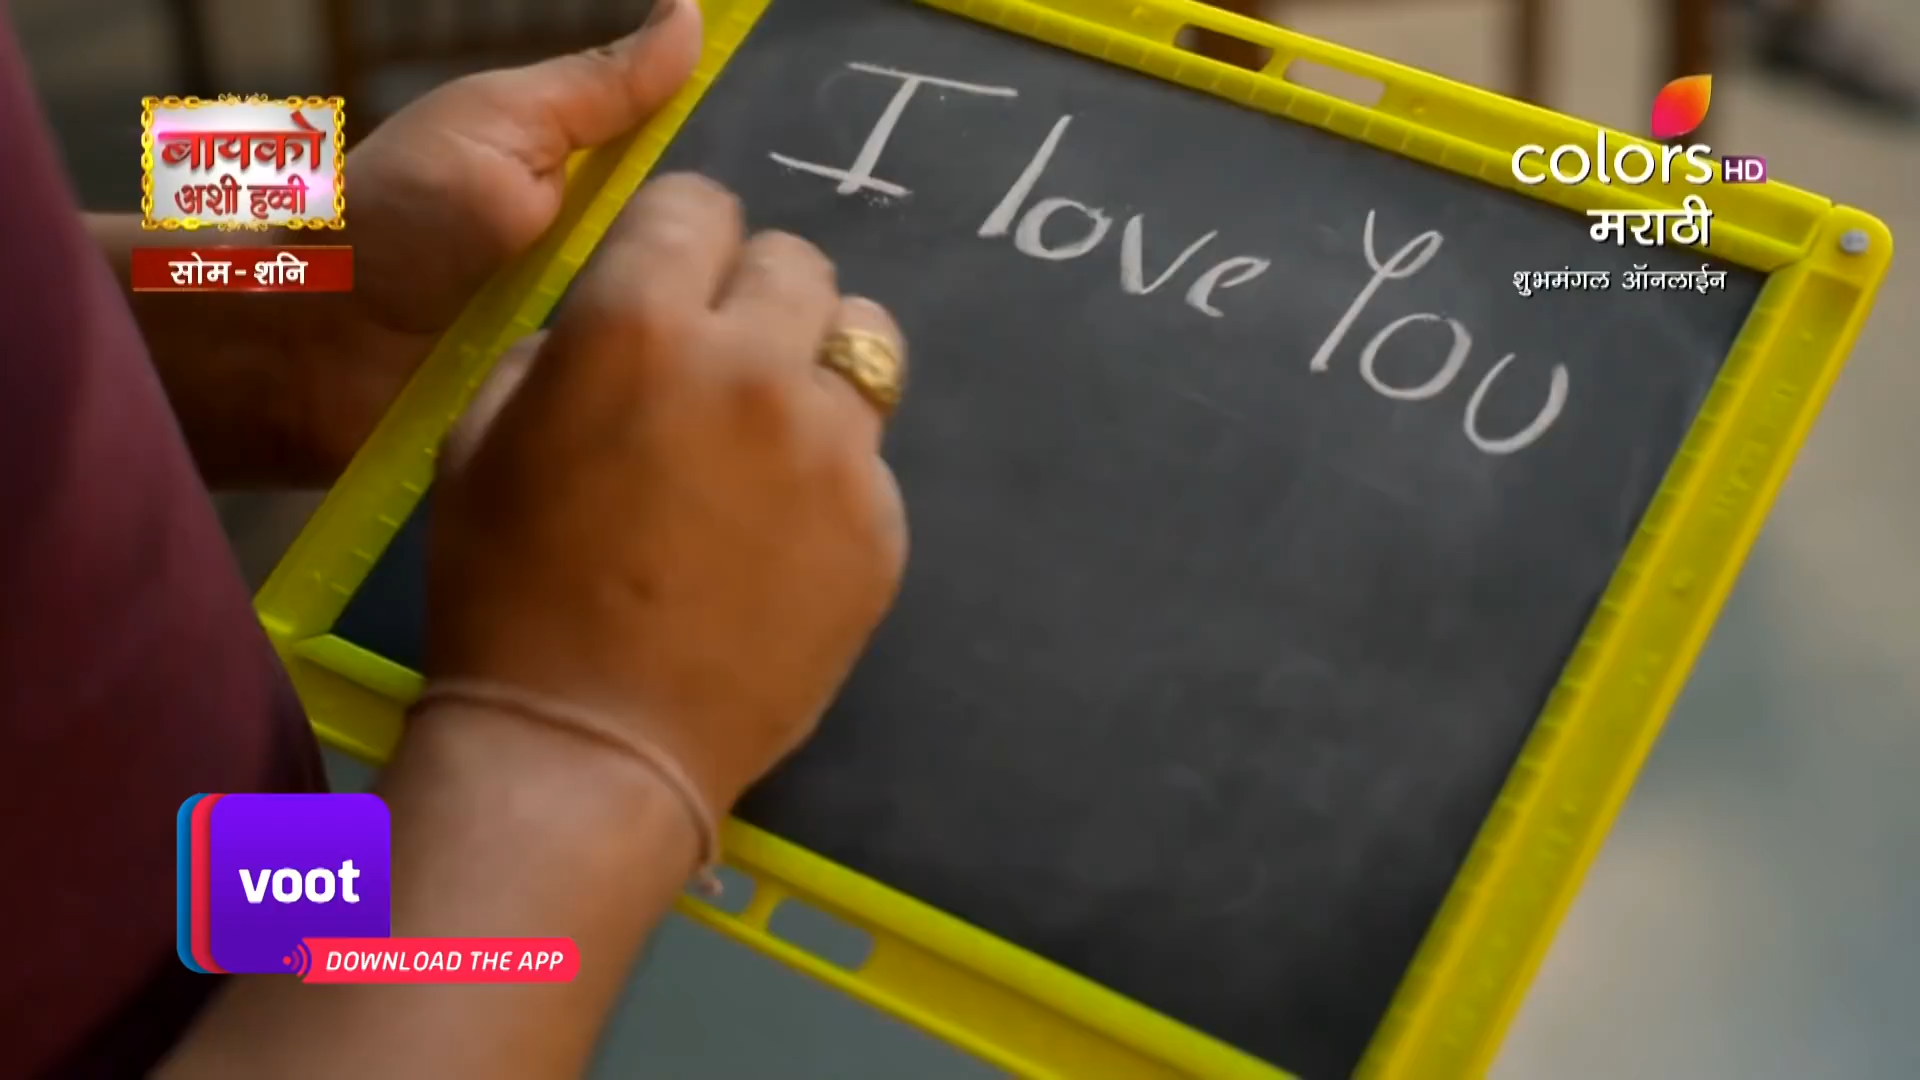 बायको
अशी हव्वी
सोम - शनि
I love You
colors HD
मराठी
शुभमंगल ऑनलाईन
voot
DOWNLOAD THE APP